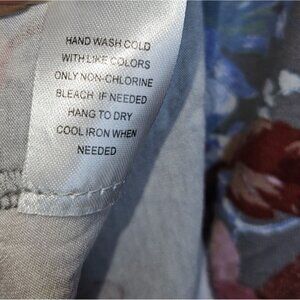 HAND WASH COLD
WITH LIKE COLORS
ONLY NON-CHLORINE
BLEACH IF NEEDED
HANG TO DRY
COOL IRON WHEN
NEEDED